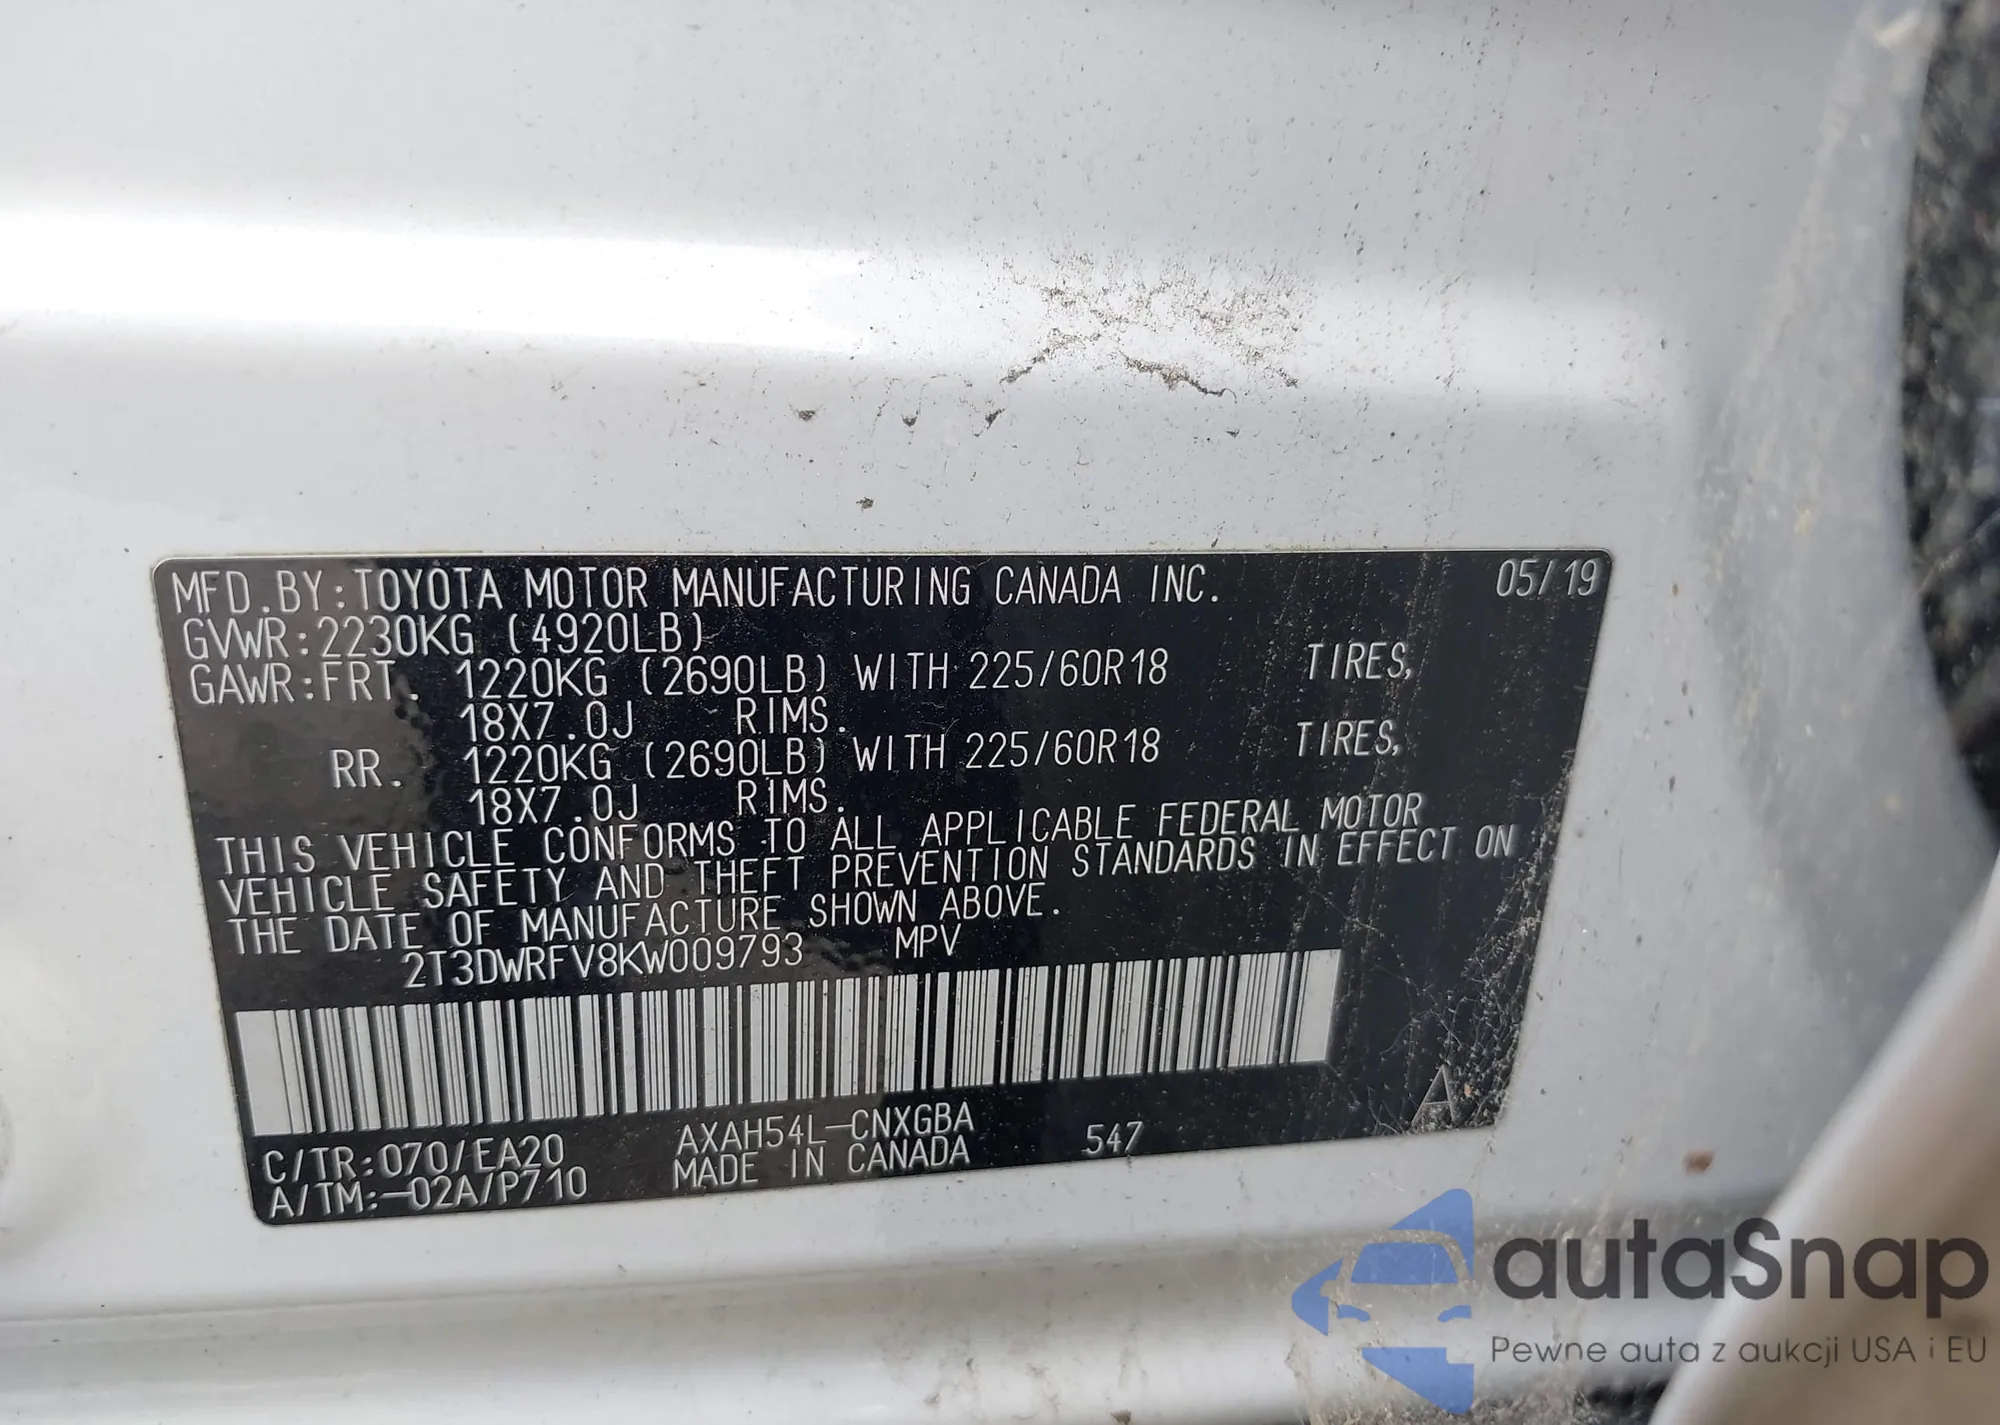 MFD.BY:TOYOTA MOTOR MANUFACTURING CANADA INC. 05/19
GVWR:2230KG (4920LB)
GAWR:FRT. 1220KG (2690LB) WITH 225/60R18 TIRES,
18X7.0J RIMS.
RR. 1220KG (2690LB) WITH 225/60R18 TIRES,
18X7.0J RIMS.
THIS VEHICLE CONFORMS TO ALL APPLICABLE FEDERAL MOTOR
VEHICLE SAFETY AND THEFT PREVENTION STANDARDS IN EFFECT ON
THE DATE OF MANUFACTURE SHOWN ABOVE.
2T3DWRFV8KW009793 MPV
C/TR:070/EA20 AXAH54L-CNXGBA 547 A
A/TM:-02A/P710 MADE IN CANADA
autaSnap
Pewne auta z aukcji USA i EU